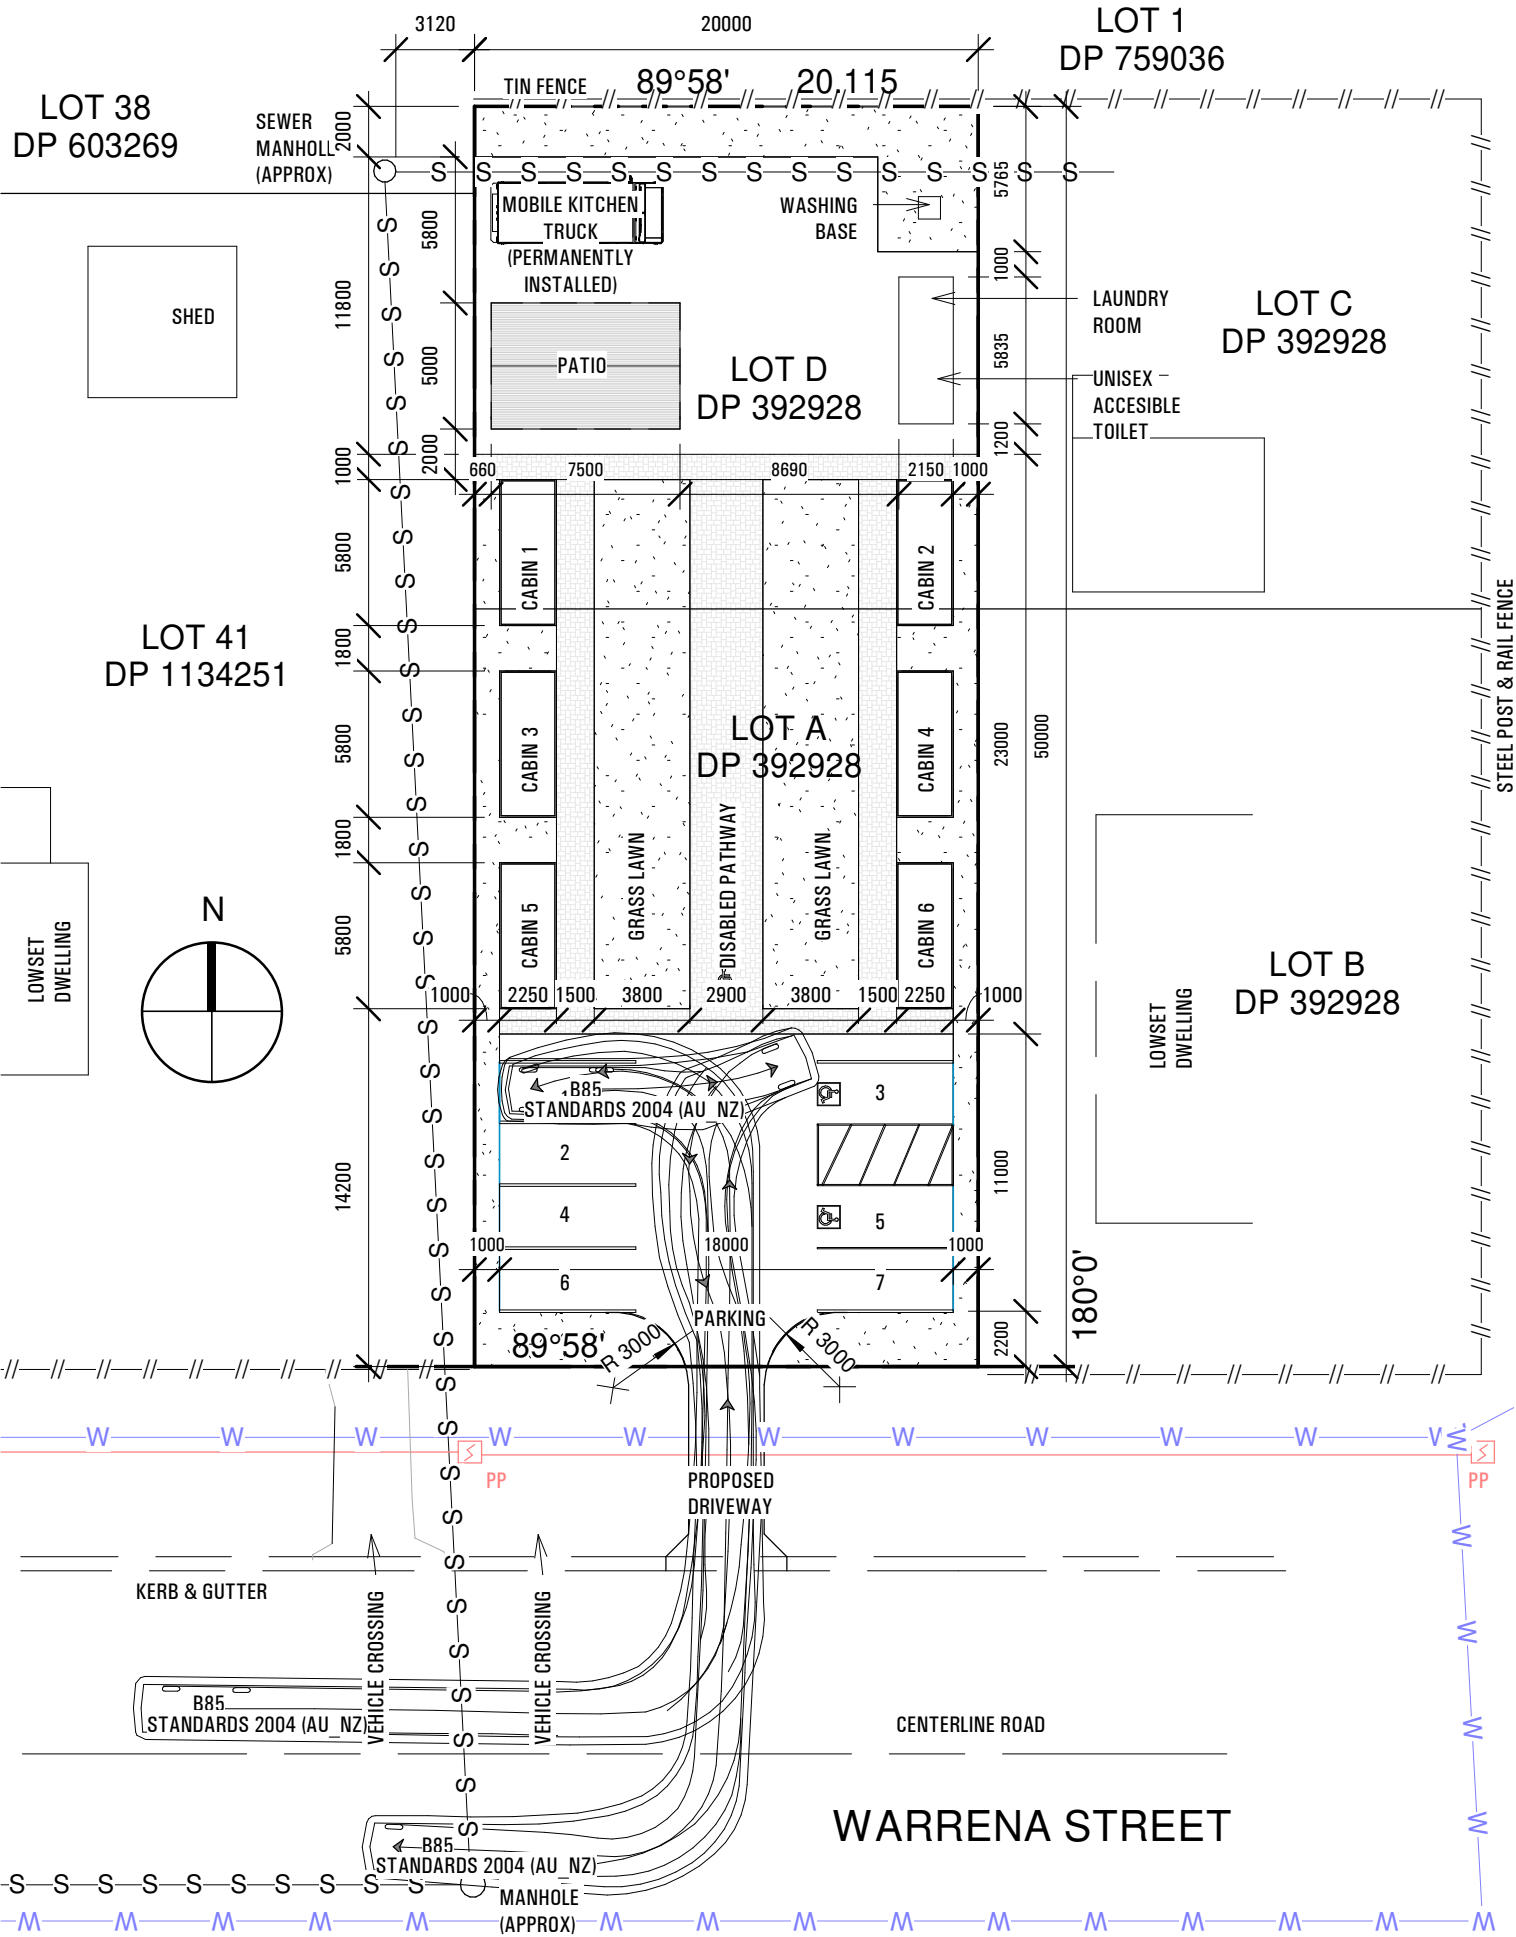 3120
20000
LOT 1
DP 759036
TIN FENCE
89°58'
20.115
LOT 38
DP 603269
SEWER
MANHOLE
(APPROX)
2000
S S S S S S S S S S S S S S S
5765
MOBILE KITCHEN
TRUCK
(PERMANENTLY
INSTALLED)
WASHING
BASE
5800
1000
SHED
11800
LAUNDRY
ROOM
LOT C
DP 392928
5000
PATIO
LOT D
DP 392928
5835
UNISEX
ACCESIBLE
TOILET
2000
1200
1000
660
7500
8690
2150
1000
5800
CABIN 1
CABIN 2
STEEL POST & RAIL FENCE
LOT 41
DP 1134251
1800
5800
CABIN 3
LOT A
DP 392928
CABIN 4
23000
50000
1800
GRASS LAWN
DISABLED PATHWAY
GRASS LAWN
N
5800
CABIN 5
CABIN 6
LOWSET
DWELLING
LOT B
DP 392928
1000
2250
1500
3800
2900
3800
1500
2250
1000
LOWSET
DWELLING
B85
STANDARDS 2004 (AU_NZ)
3
2
14200
11000
4
5
1000
18000
1000
6
7
180°0'
PARKING
89°58'
R 3000
R 3000
2200
W W W W W W W W W W W W
PP
PP
PROPOSED
DRIVEWAY
KERB & GUTTER
VEHICLE CROSSING
VEHICLE CROSSING
B85
STANDARDS 2004 (AU_NZ)
CENTERLINE ROAD
WARRENA STREET
B85
STANDARDS 2004 (AU_NZ)
S S S S S S S S S S
MANHOLE
(APPROX)
W W W W W W W W W W W W W W W